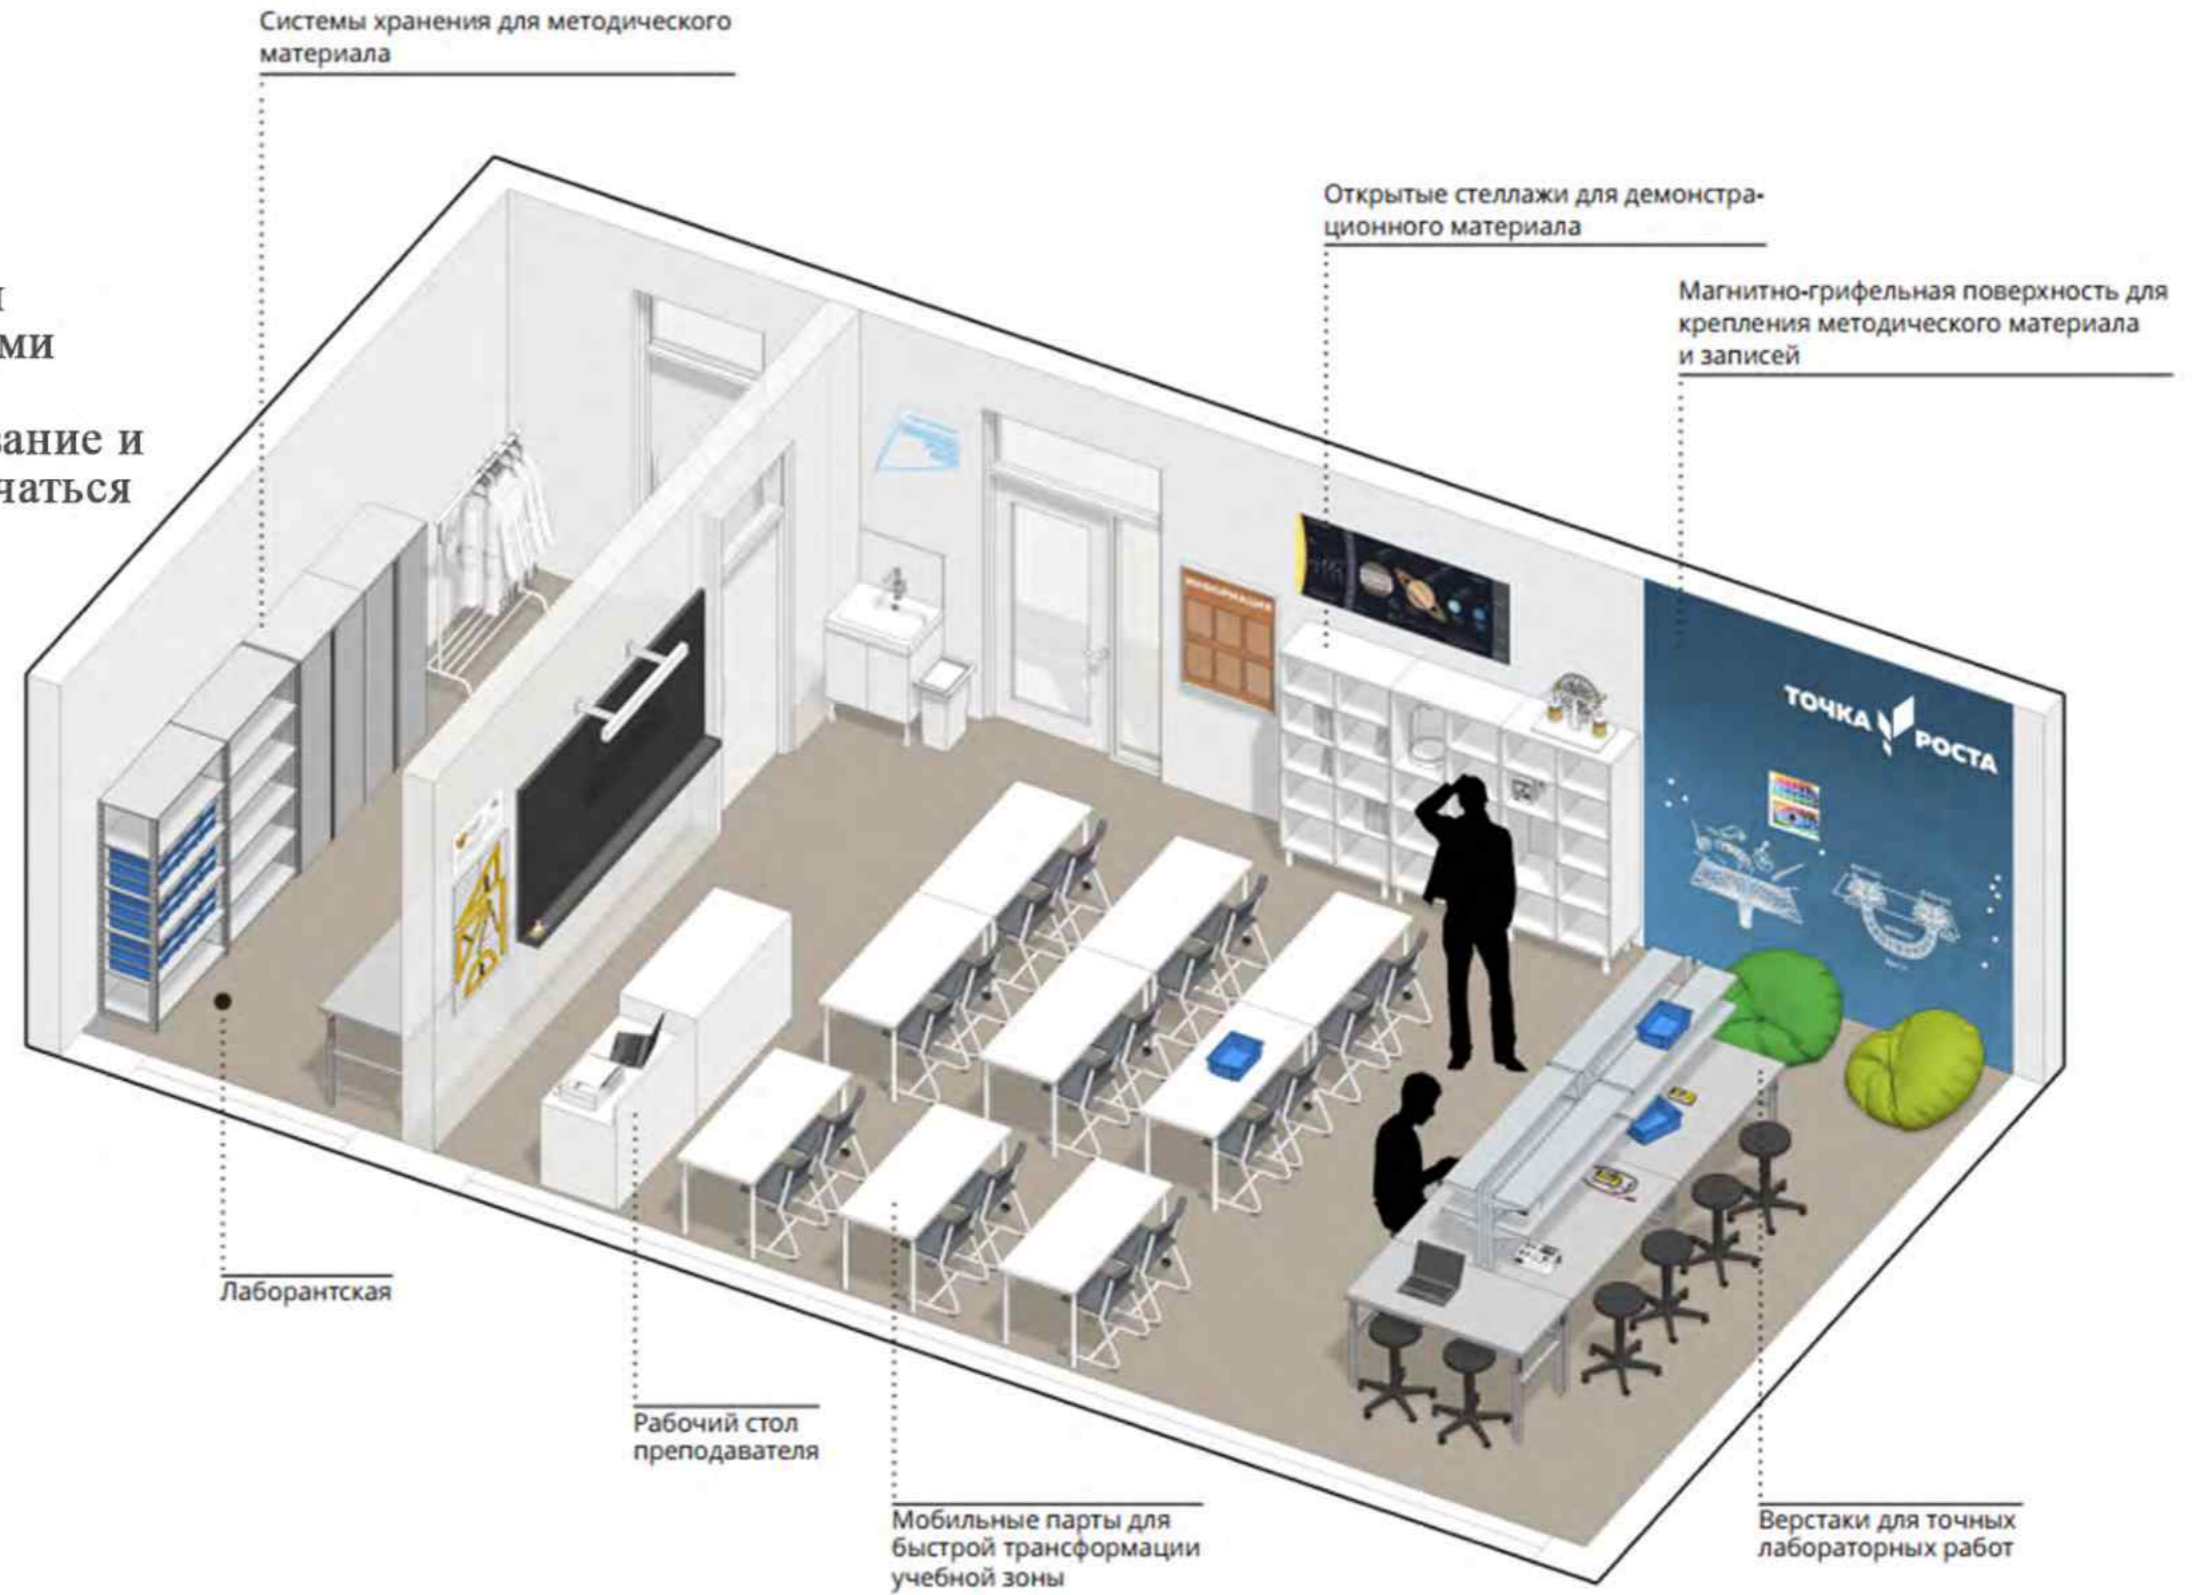 Системы хранения для методического
материала
Открытые стеллажи для демонстра-
ционного материала
Магнитно-грифельная поверхность для
крепления методического материала
и записей
ми
вание и
чаться
ИНФОРМАЦИЯ
ТОЧКА РОСТА
Лаборантская
Рабочий стол
преподавателя
Мобильные парты для
быстрой трансформации
учебной зоны
Верстаки для точных
лабораторных работ